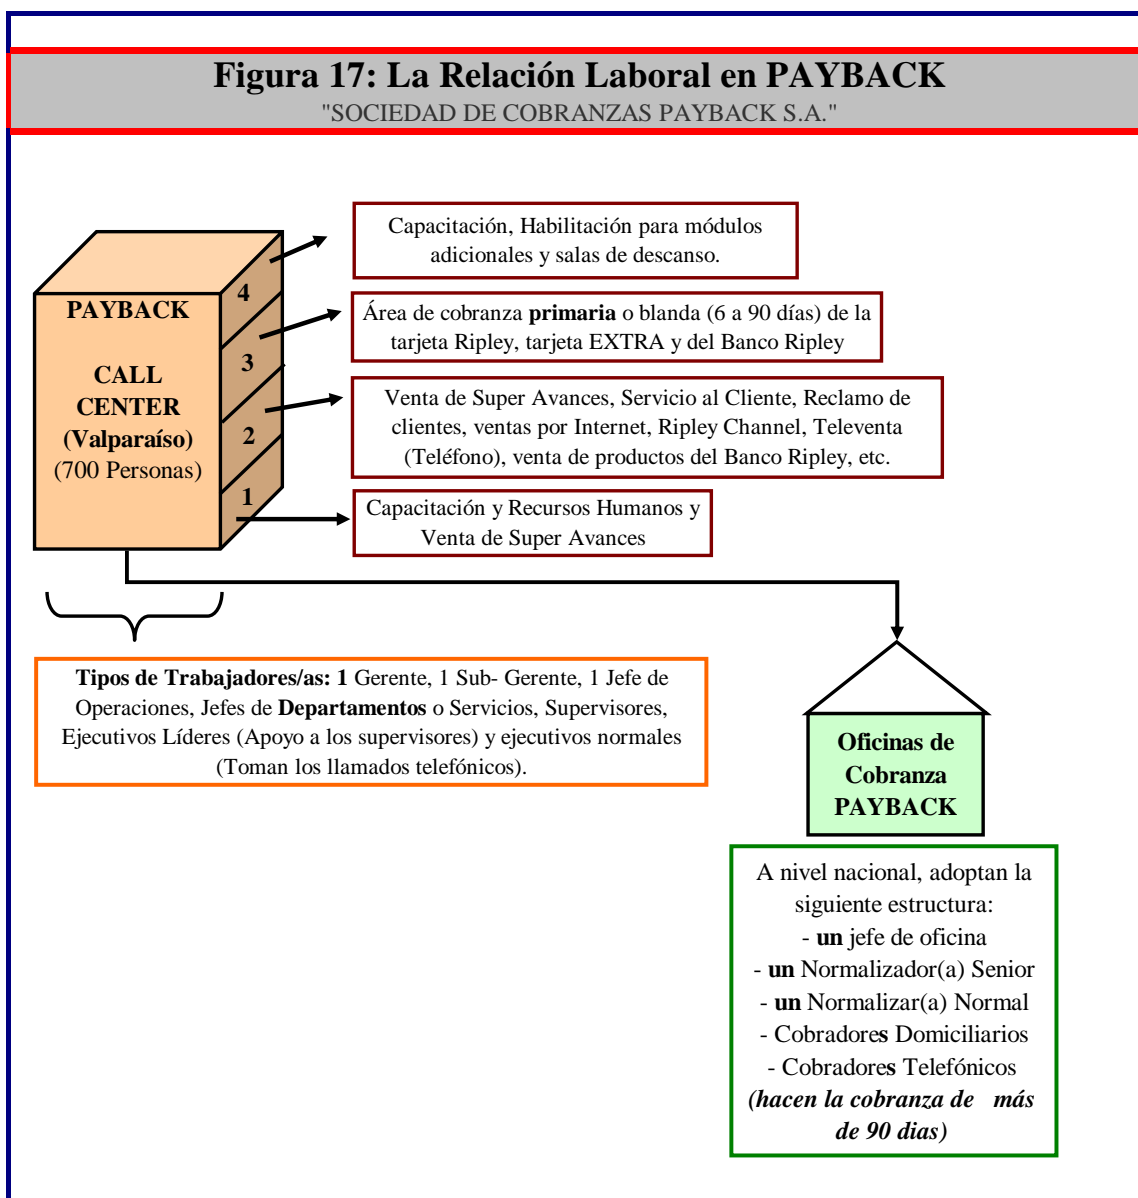 Figura 17: La Relación Laboral en PAYBACK
"SOCIEDAD DE COBRANZAS PAYBACK S.A."
Capacitación, Habilitación para módulos
adicionales y salas de descanso.
4
PAYBACK
Área de cobranza primaria o blanda (6 a 90 días) de la
tarjeta Ripley, tarjeta EXTRA y del Banco Ripley
3
CALL
CENTER
(Valparaíso)
(700 Personas)
Venta de Super Avances, Servicio al Cliente, Reclamo de
clientes, ventas por Internet, Ripley Channel, Televenta
(Teléfono), venta de productos del Banco Ripley, etc.
2
1
Capacitación y Recursos Humanos y
Venta de Super Avances
Tipos de Trabajadores/as: 1 Gerente, 1 Sub- Gerente, 1 Jefe de
Operaciones, Jefes de Departamentos o Servicios, Supervisores,
Ejecutivos Líderes (Apoyo a los supervisores) y ejecutivos normales
(Toman los llamados telefónicos).
Oficinas de
Cobranza
PAYBACK
A nivel nacional, adoptan la
siguiente estructura:
- un jefe de oficina
- un Normalizador(a) Senior
- un Normalizar(a) Normal
- Cobradores Domiciliarios
- Cobradores Telefónicos
(hacen la cobranza de más
de 90 dias)